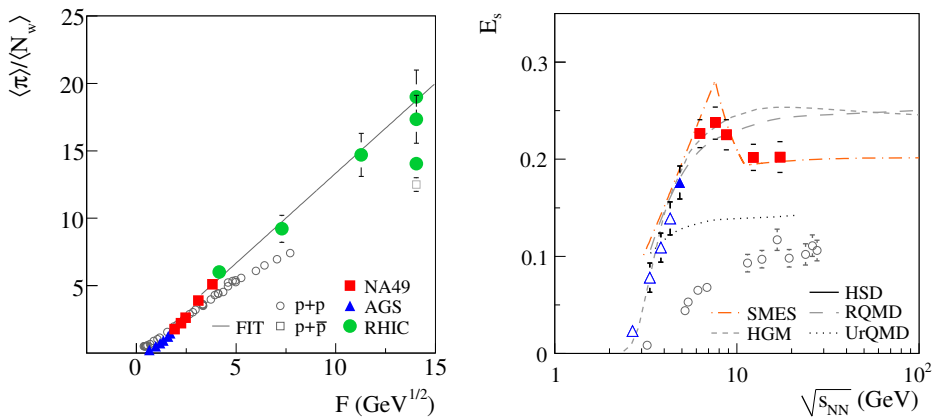 ⟨π⟩/⟨N_w⟩
25
20
15
10
5
0
5
10
15
F (GeV^{1/2})
FIT
p+p
p+p̅
NA49
AGS
RHIC
E_s
0.3
0.2
0.1
0
1
10
10^2
√s_NN (GeV)
SMES
HGM
HSD
RQMD
UrQMD